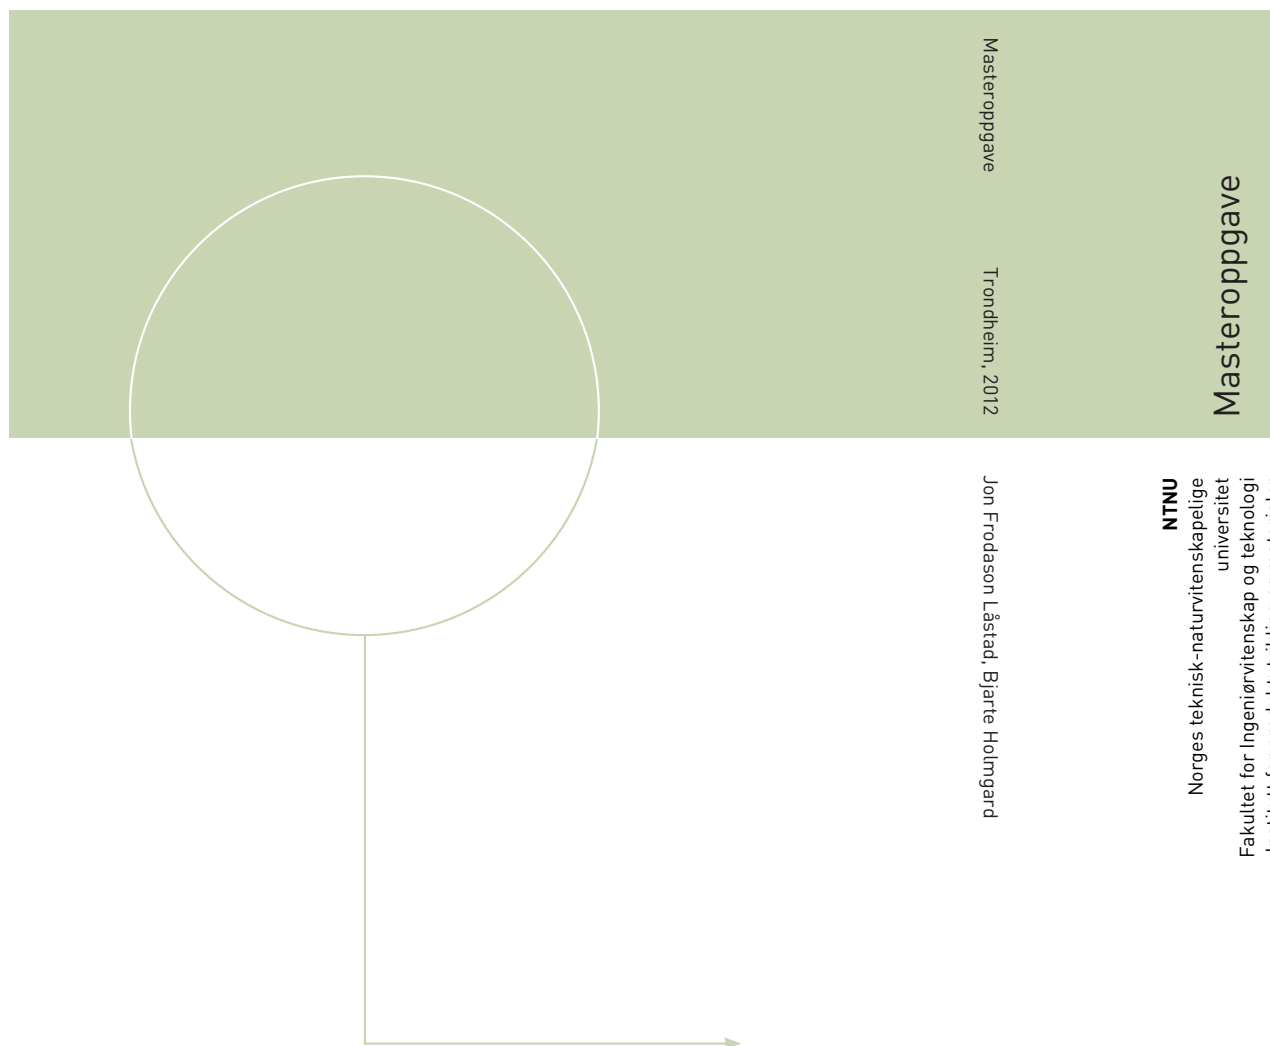 Masteroppgave
Trondheim, 2012
Jon Frodason Låstad, Bjarte Holmgard
Masteroppgave
NTNU
Norges teknisk-naturvitenskapelige
universitet
Fakultet for Ingeniørvitenskap og teknologi